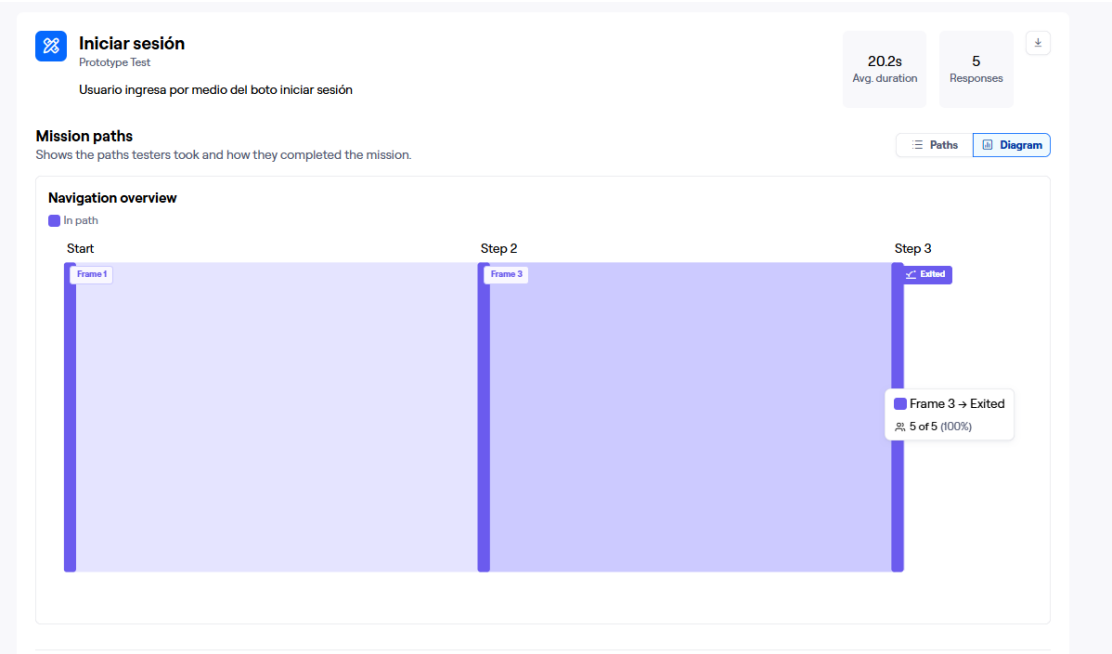 Iniciar sesión
Prototype Test
Usuario ingresa por medio del boto iniciar sesión
20.2s
Avg. duration
5
Responses
Mission paths
Shows the paths testers took and how they completed the mission.
Paths
Diagram
Navigation overview
In path
Start
Step 2
Step 3
Frame 1
Frame 3
Exited
Frame 3 → Exited
5 of 5 (100%)